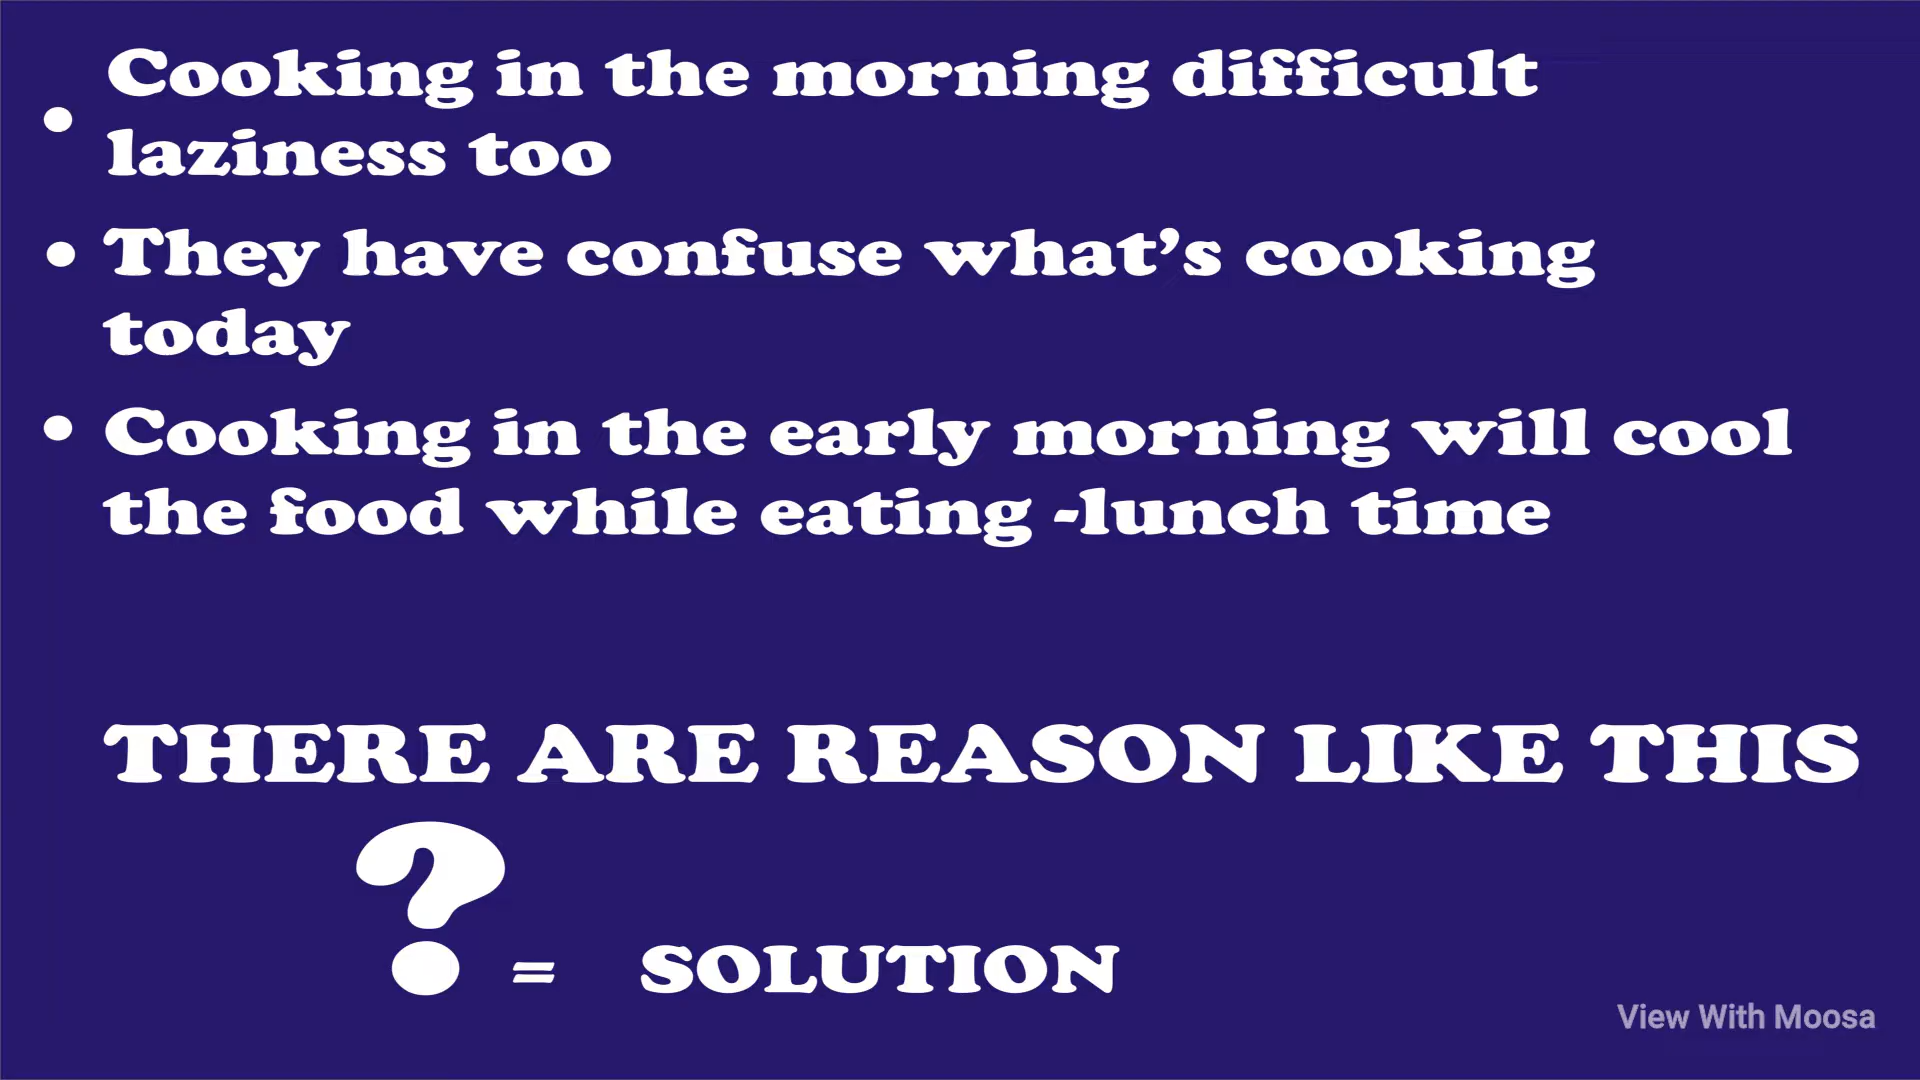 • Cooking in the morning difficult
laziness too
• They have confuse what’s cooking
today
• Cooking in the early morning will cool
the food while eating -lunch time
THERE ARE REASON LIKE THIS
? = SOLUTION
View With Moosa